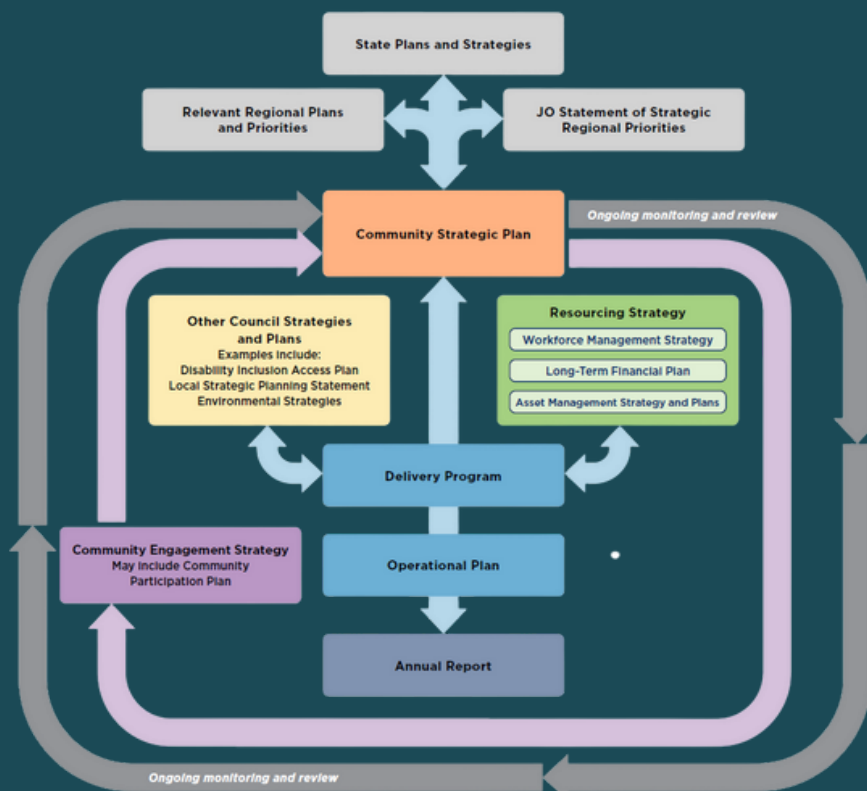 State Plans and Strategies
Relevant Regional Plans
and Priorities
JO Statement of Strategic
Regional Priorities
Community Strategic Plan
Ongoing monitoring and review
Other Council Strategies
and Plans
Examples include:
Disability Inclusion Access Plan
Local Strategic Planning Statement
Environmental Strategies
Resourcing Strategy
Workforce Management Strategy
Long-Term Financial Plan
Asset Management Strategy and Plans
Delivery Program
Community Engagement Strategy
May include Community
Participation Plan
Operational Plan
Annual Report
Ongoing monitoring and review